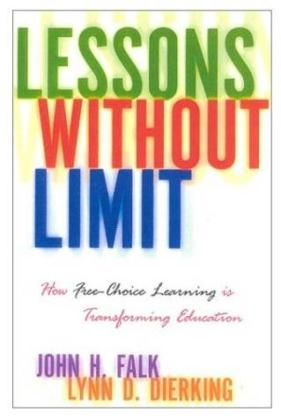 LESSONS
WITHOUT
LIMIT
How Free-Choice Learning is
Transforming Education
JOHN H. FALK
LYNN D. DIERKING